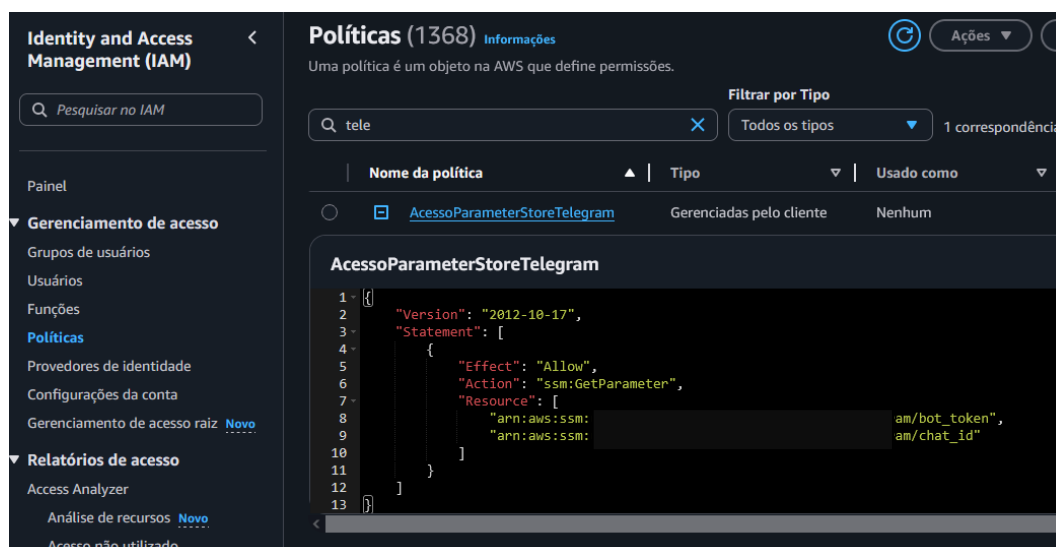 Identity and Access
Management (IAM)
Pesquisar no IAM
Painel
Gerenciamento de acesso
Grupos de usuários
Usuários
Funções
Políticas
Provedores de identidade
Configurações da conta
Gerenciamento de acesso raiz Novo
Relatórios de acesso
Access Analyzer
Análise de recursos Novo
Acesso não utilizado
Políticas (1368) Informações
Ações
Uma política é um objeto na AWS que define permissões.
Filtrar por Tipo
tele
Todos os tipos
1 correspondência
Nome da política Tipo Usado como
AcessoParameterStoreTelegram Gerenciadas pelo cliente Nenhum
AcessoParameterStoreTelegram
1 {
2 "Version": "2012-10-17",
3 "Statement": [
4 {
5 "Effect": "Allow",
6 "Action": "ssm:GetParameter",
7 "Resource": [
8 "arn:aws:ssm: am/bot_token",
9 "arn:aws:ssm: am/chat_id"
10 ]
11 }
12 ]
13 }